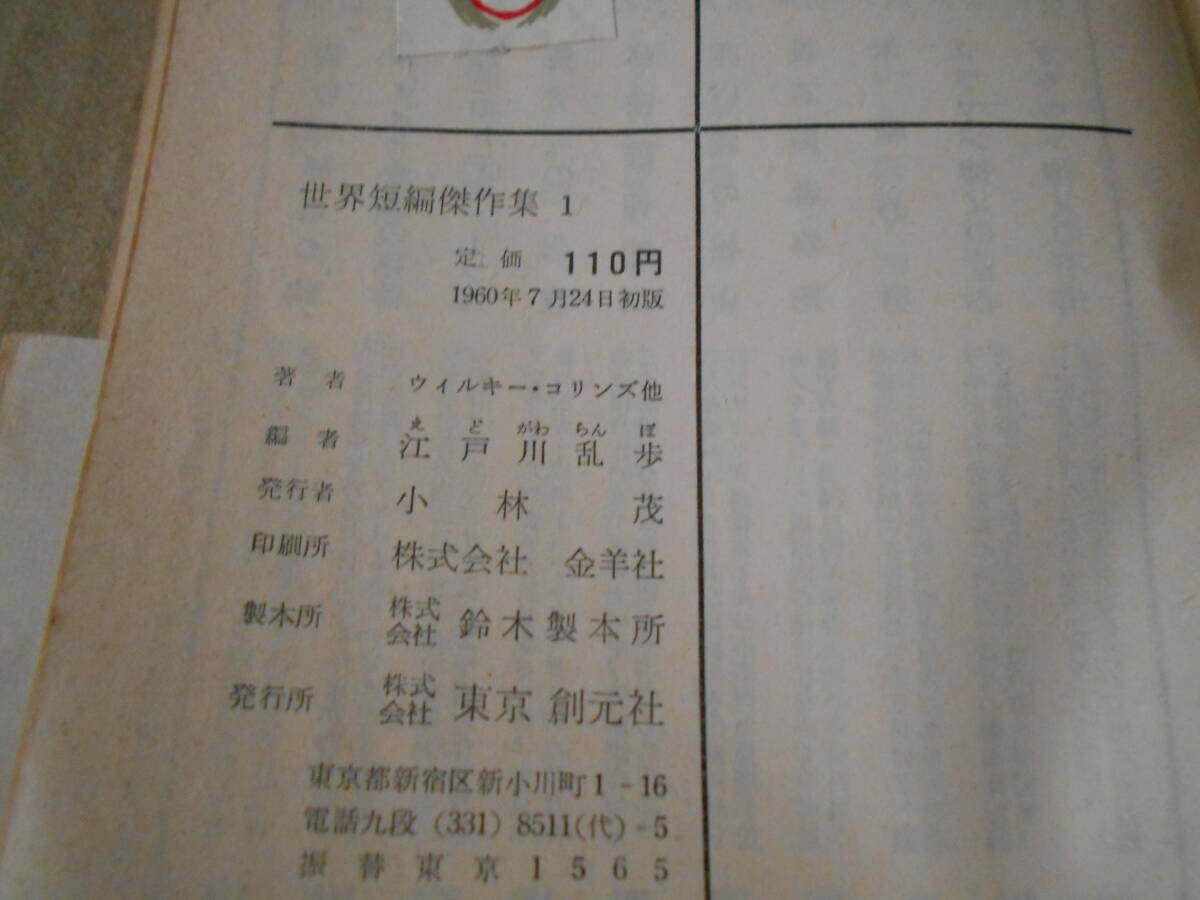 世界短編傑作集 1
定価 110円
1960年7月24日初版
著者 ウィルキー・コリンズ他
えどがわらんぽ
編者 江戸川乱歩
発行者 小林茂
印刷所 株式会社 金羊社
製本所 株式会社 鈴木製本所
発行所 株式会社 東京創元社
東京都新宿区新小川町1-16
電話九段 (331) 8511(代)-5
振替東京1565